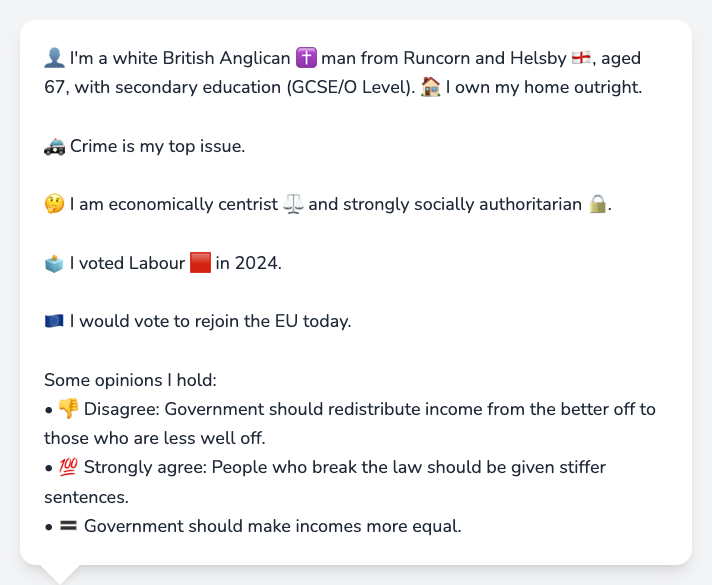 👤 I'm a white British Anglican ✝️ man from Runcorn and Helsby 🏴󠁧󠁢󠁥󠁮󠁧󠁿, aged
67, with secondary education (GCSE/O Level). 🏠 I own my home outright.
🚓 Crime is my top issue.
🤔 I am economically centrist ⚖️ and strongly socially authoritarian 🔒.
🗳️ I voted Labour 🟥 in 2024.
🇪🇺 I would vote to rejoin the EU today.
Some opinions I hold:
• 👎 Disagree: Government should redistribute income from the better off to
those who are less well off.
• 💯 Strongly agree: People who break the law should be given stiffer
sentences.
• 🟰 Government should make incomes more equal.